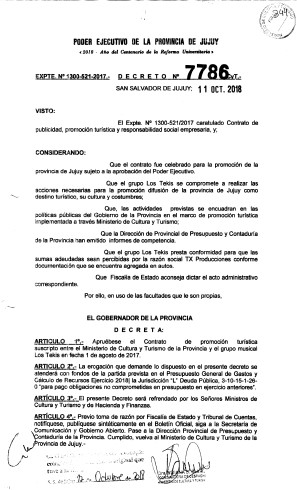 PODER EJECUTIVO DE LA PROVINCIA DE JUJUY
«2018 - Año del Centenario de la Reforma Universitaria»
EXPTE. Nº 1300-521-2017.- D E C R E T O Nº 7786
SAN SALVADOR DE JUJUY; 11 OCT. 2018
VISTO:
El Expte. Nº 1300-521/2017 caratulado Contrato de
publicidad, promoción turística y responsabilidad social empresaria, y;
CONSIDERANDO:
Que el contrato fue celebrado para la promoción de la
provincia de Jujuy sujeto a la aprobación del Poder Ejecutivo.
Que el grupo Los Tekis se compromete a realizar las
acciones necesarias para la promoción difusión de la provincia de Jujuy como
destino turístico, su cultura y costumbres;
Que, las actividades previstas se encuadran en las
políticas públicas del Gobierno de la Provincia en el marco de promoción turística
implementada a través Ministerio de Cultura y Turismo;
Que la Dirección de Provincial de Presupuesto y Contaduría
de la Provincia han emitido informes de competencia.
Que el grupo Los Tekis presta conformidad para que las
sumas adeudadas sean percibidas por la razón social TX Producciones conforme
documentación que se encuentra agregada en autos.
Que Fiscalía de Estado aconseja dictar el acto administrativo
correspondiente.
Por ello, en uso de las facultades que le son propias,
EL GOBERNADOR DE LA PROVINCIA
D E C R E T A:
ARTICULO 1º.- Apruébese el Contrato de promoción turística
suscripto entre el Ministerio de Cultura y Turismo de la Provincia y el grupo musical
Los Tekis en fecha 1 de agosto de 2017.
ARTICULO 2º.- La erogación que demande lo dispuesto en el presente decreto se
atenderá con fondos de la partida prevista en el Presupuesto General de Gastos y
Cálculo de Recursos Ejercicio 2018| la Jurisdicción "L" Deuda Pública, 3-10-15-1-26-
0 "para pago obligaciones no comprometidas en presupuesto ejercicio anteriores".
ARTICULO 3º.- El presente Decreto será refrendado por los Señores Ministros de
Cultura y Turismo y de Hacienda y Finanzas.
ARTICULO 4º.- Previo toma de razón por Fiscalía de Estado y Tribunal de Cuentas,
notifíquese, publíquese sintéticamente en el Boletín Oficial, siga a la Secretaría de
Comunicación y Gobierno Abierto. Pase a la Dirección Provincial de Presupuesto y
Contaduría de la Provincia. Cumplido, vuelva al Ministerio de Cultura y Turismo de la
Provincia de Jujuy.-
Octubre